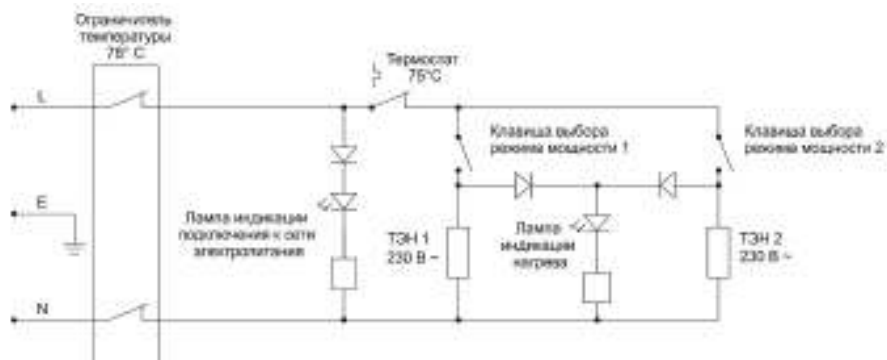 Ограничитель
температуры
78° С
Термостат
75°С
L
Клавиша выбора
режима мощности 1
Клавиша выбора
режима мощности 2
E
Лампа индикации
подключения к сети
электропитания
ТЭН 1
230 В ~
Лампа
индикации
нагрева
ТЭН 2
230 В ~
N